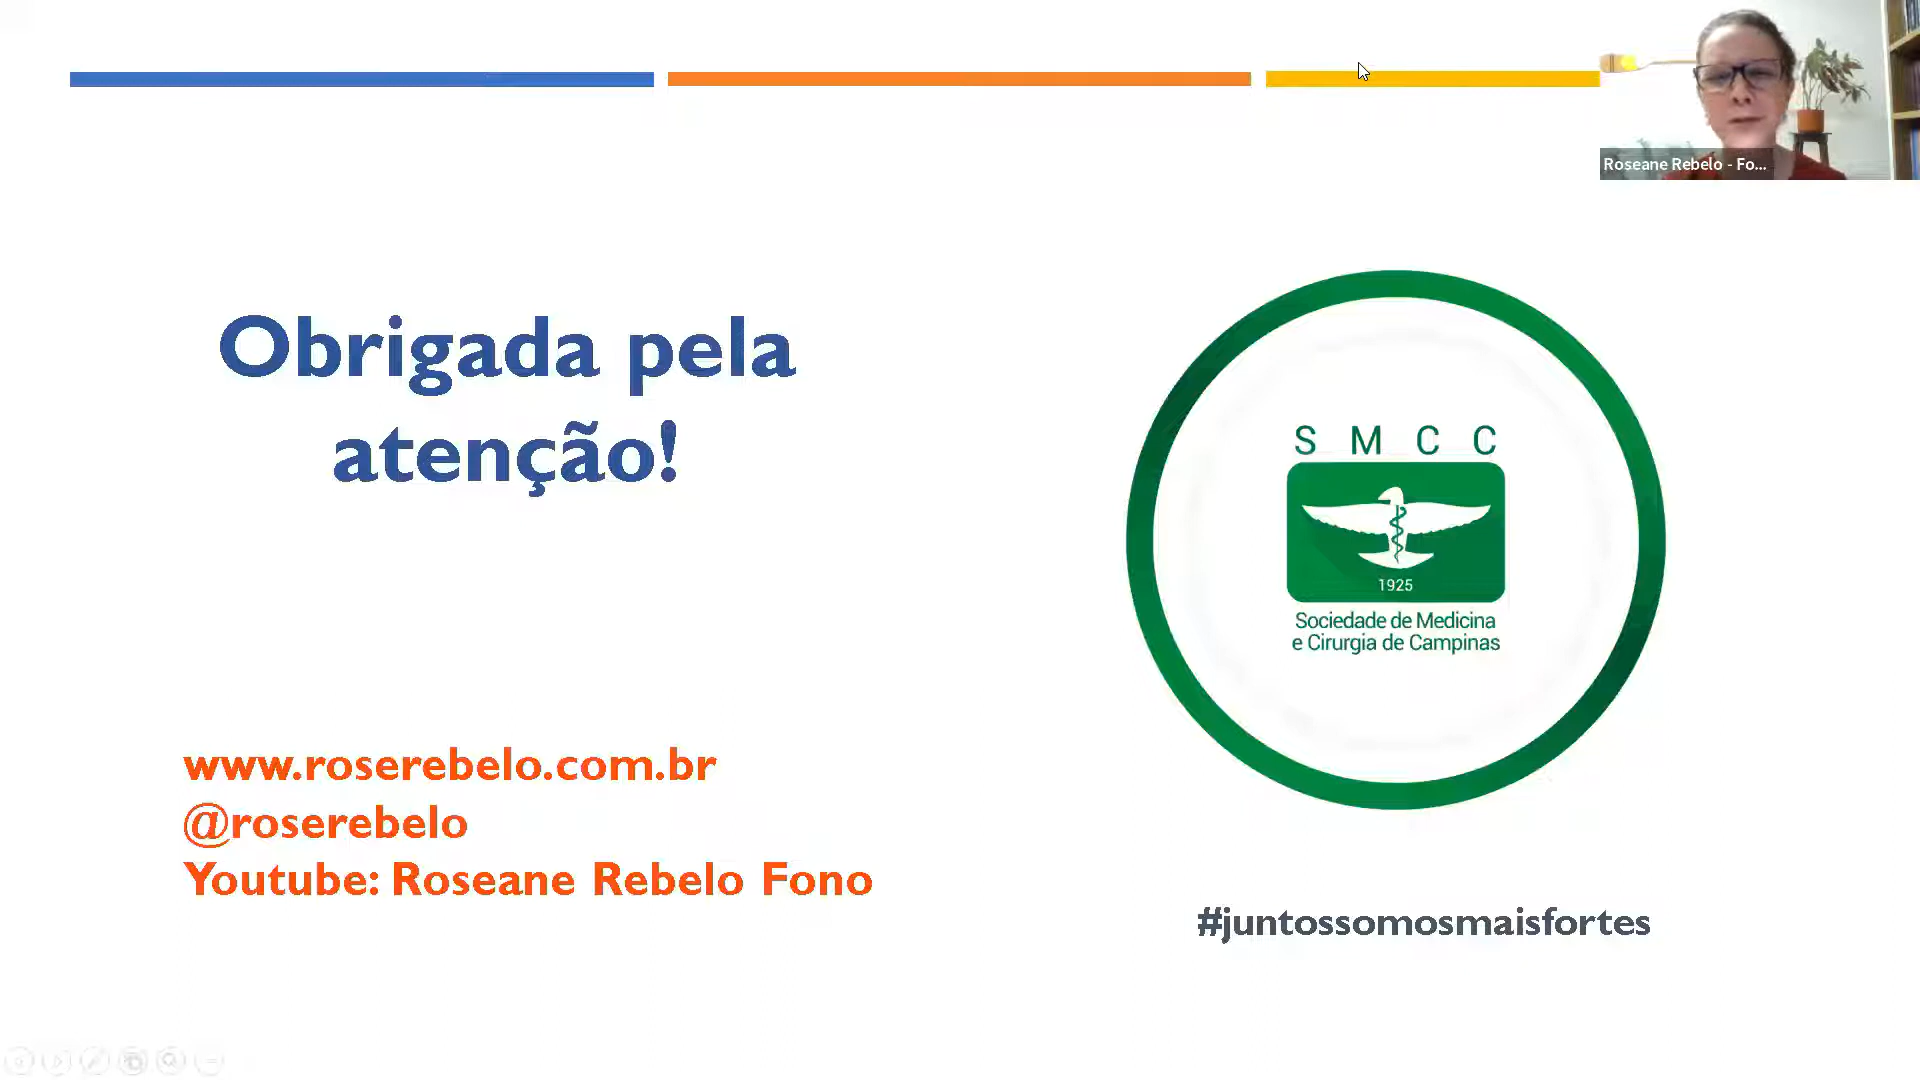 Roseane Rebelo - Fo...
Obrigada pela
atenção!
S M C C
1925
Sociedade de Medicina
e Cirurgia de Campinas
www.roserebelo.com.br
@roserebelo
Youtube: Roseane Rebelo Fono
#juntossomosmaisfortes